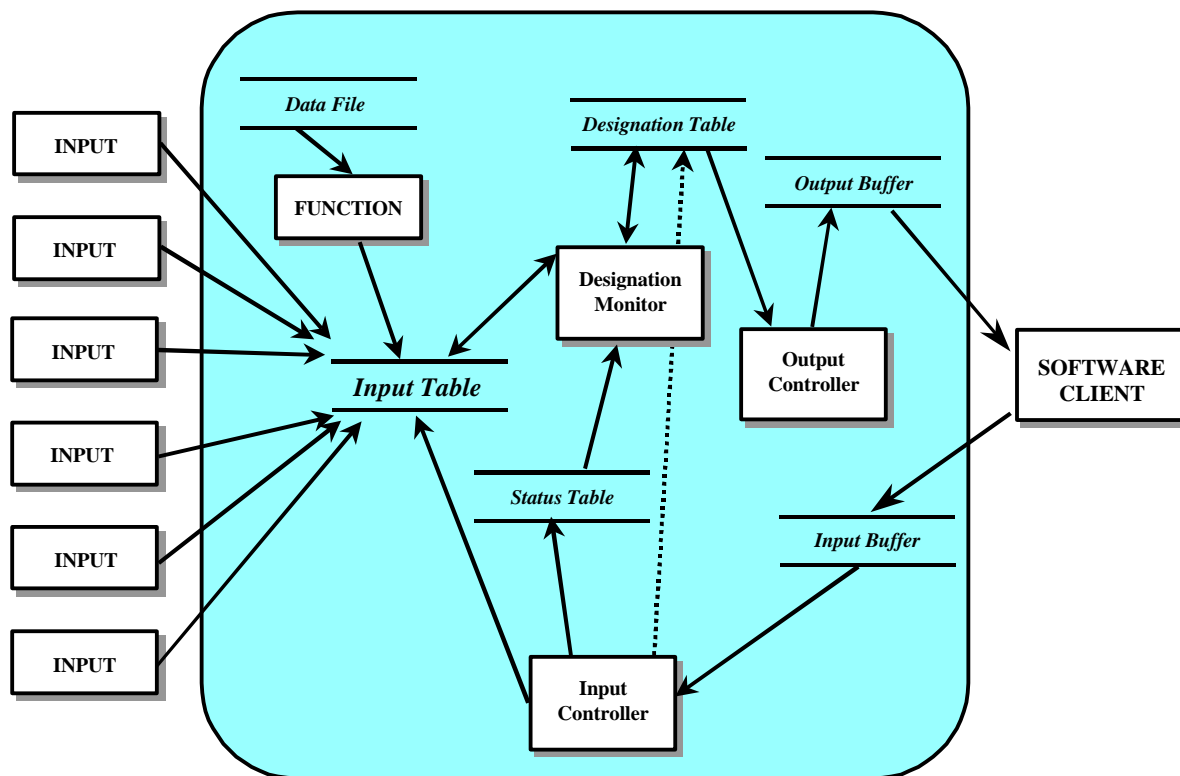 INPUT
INPUT
INPUT
INPUT
INPUT
INPUT
Data File
FUNCTION
Input Table
Designation Table
Designation
Monitor
Status Table
Input
Controller
Output Buffer
Output
Controller
Input Buffer
SOFTWARE
CLIENT